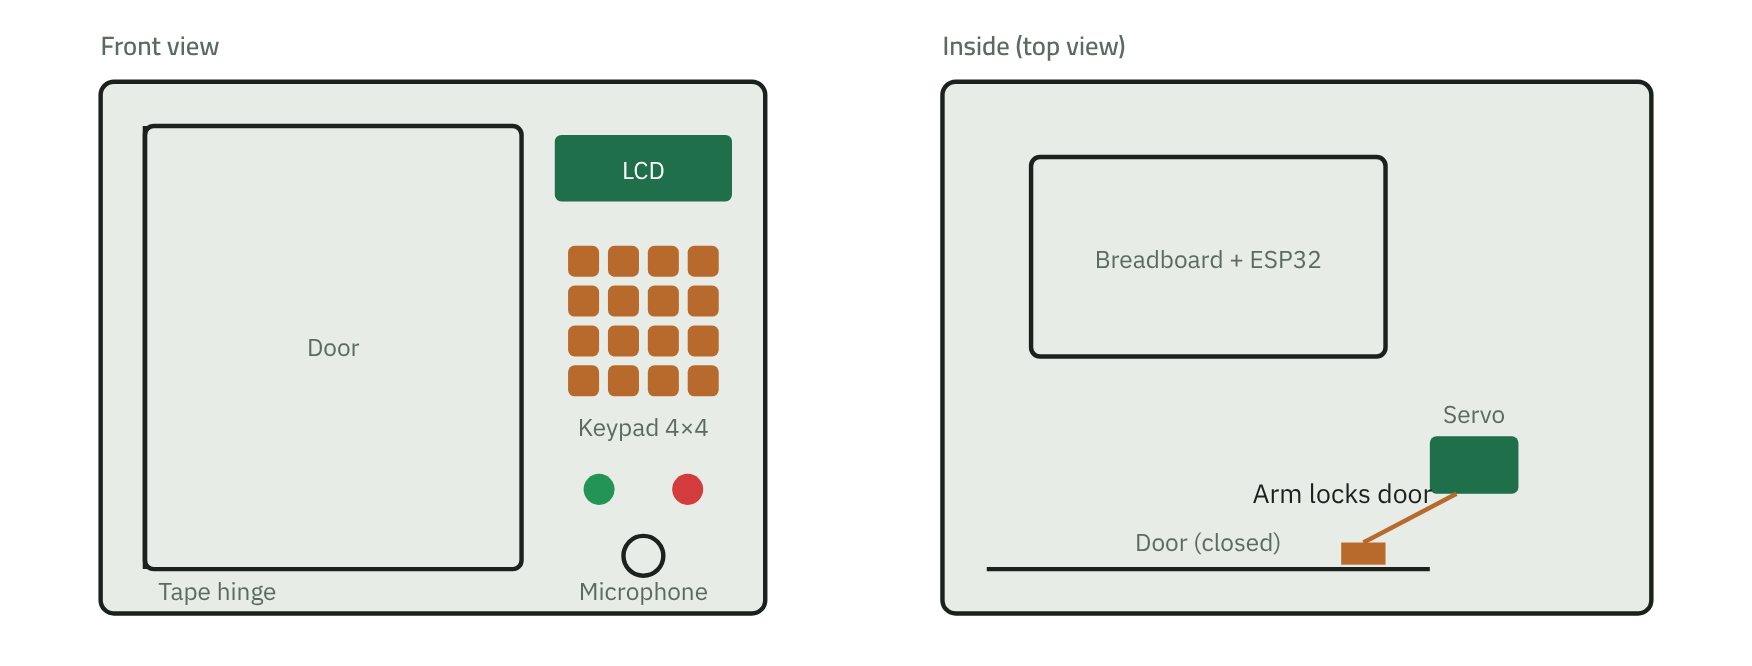 Front view
LCD
Door
Keypad 4×4
Tape hinge
Microphone
Inside (top view)
Breadboard + ESP32
Servo
Arm locks door
Door (closed)